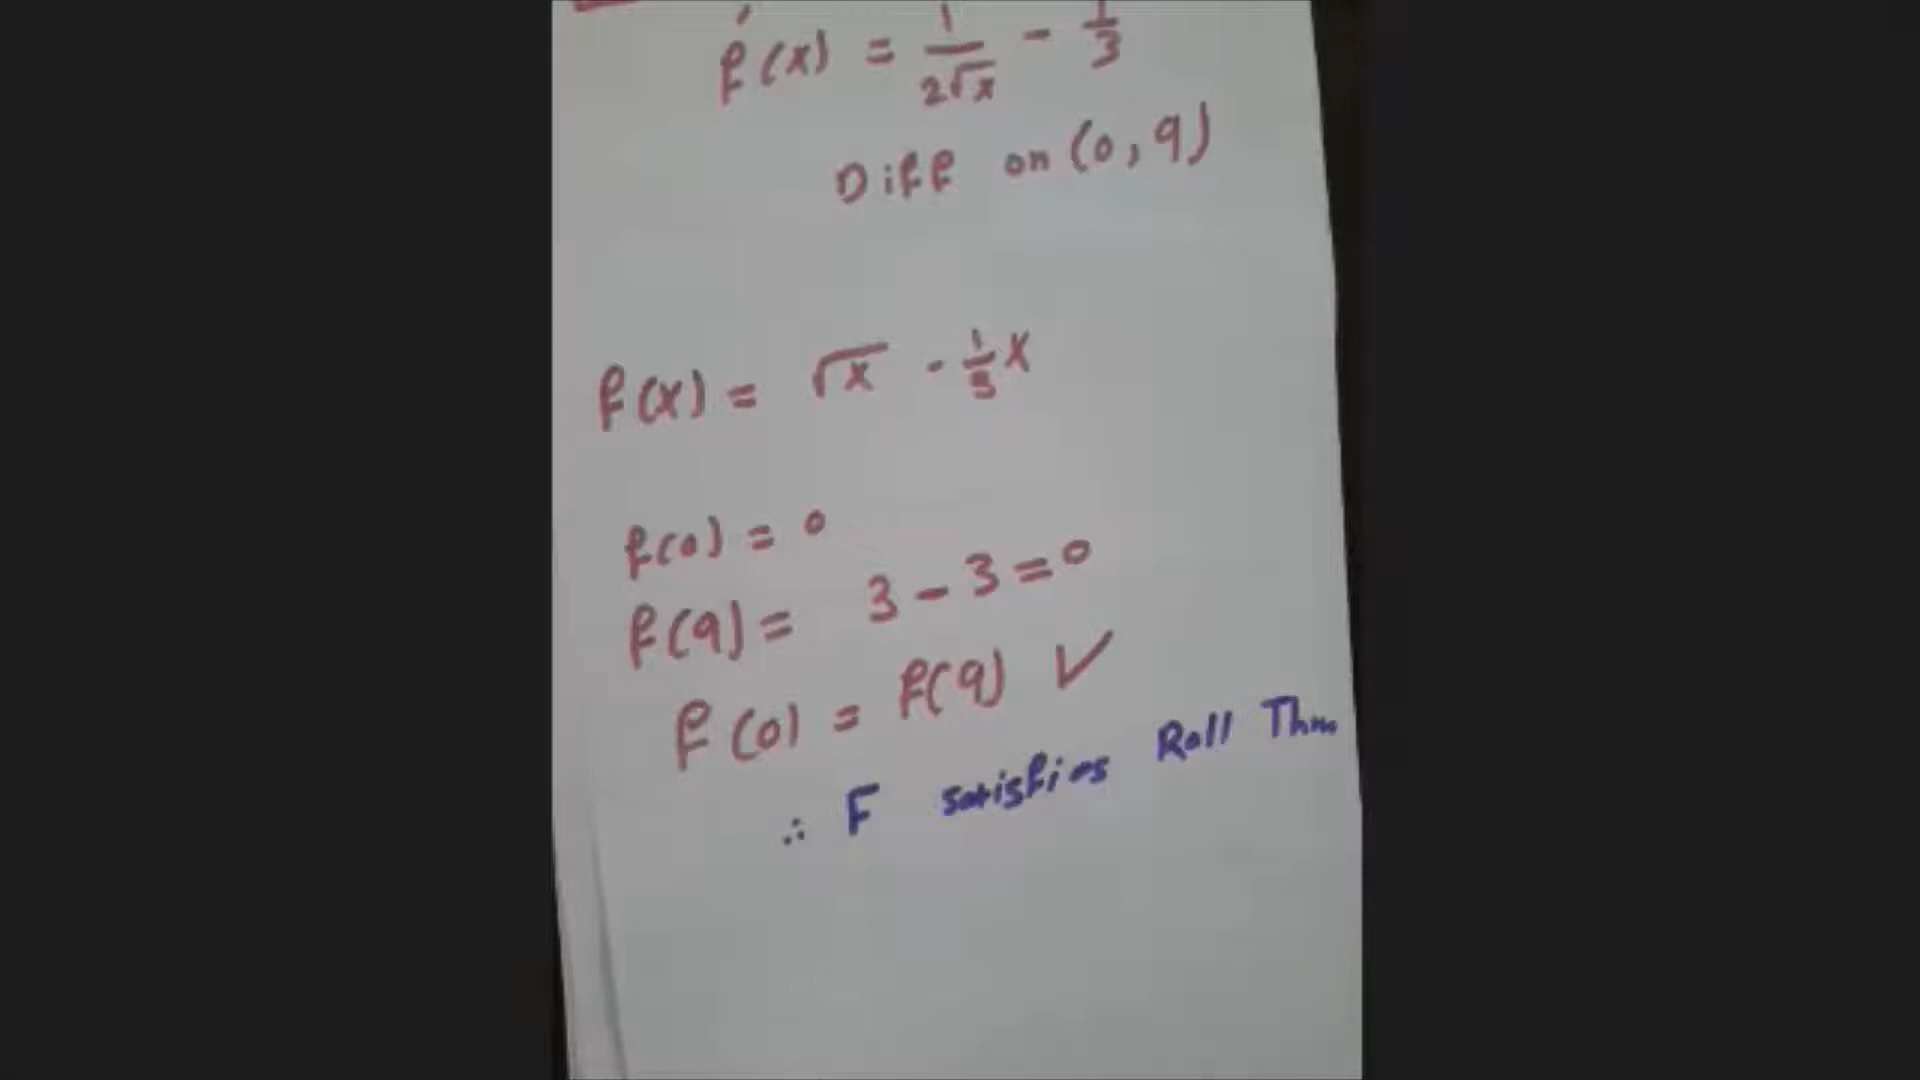 f'(x) = 1/(2√x) - 1/3
Diff on (0, 9)
f(x) = √x - 1/3 x
f(0) = 0
f(9) = 3 - 3 = 0
f(0) = f(9) ✓
∴ F satisfies Roll Thm